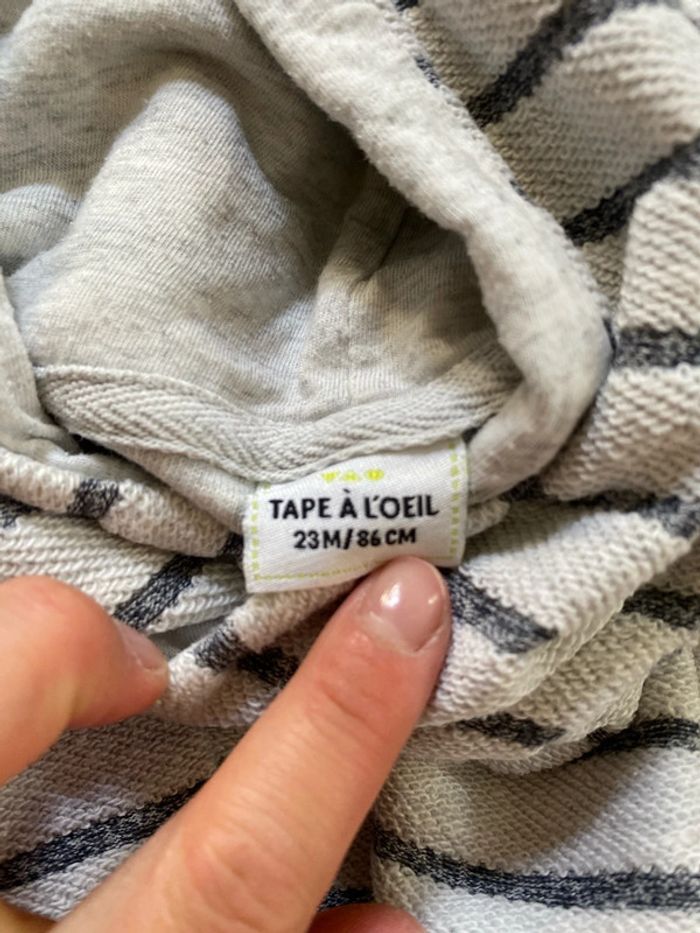 T.A.O
TAPE À L'OEIL
23M/86CM